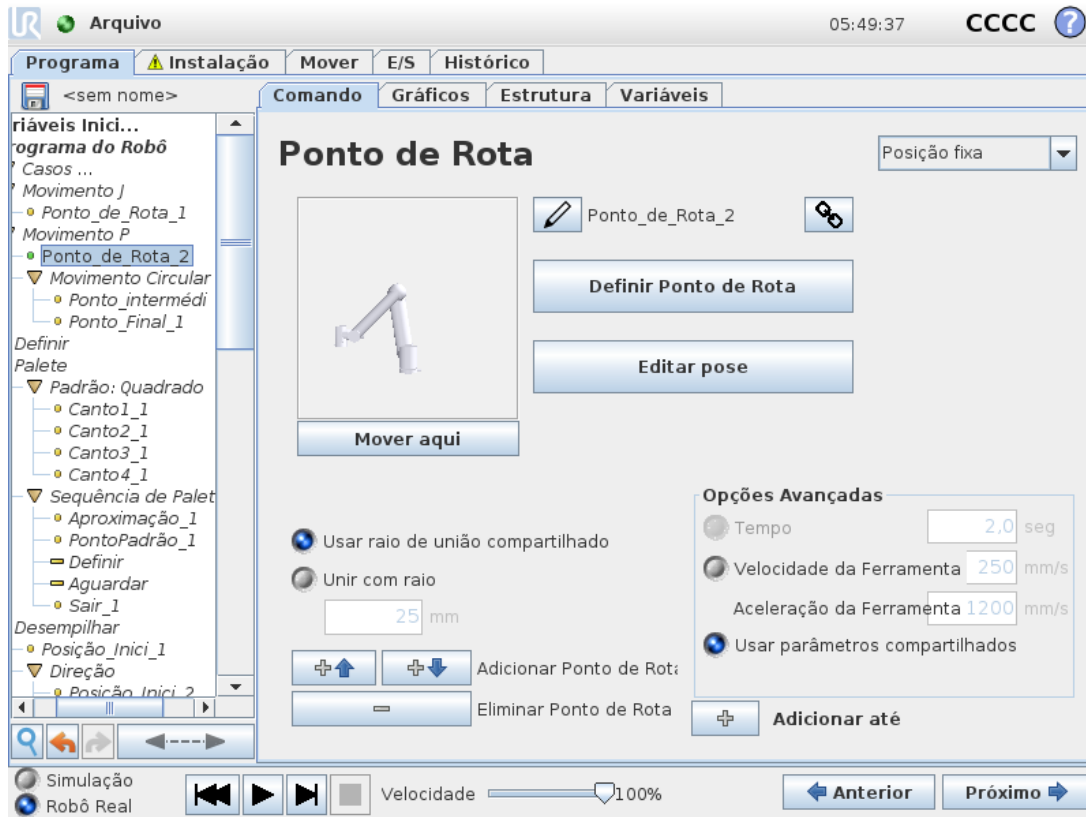 UR Arquivo 05:49:37 CCCC ?
Programa Instalação Mover E/S Histórico
<sem nome> Comando Gráficos Estrutura Variáveis
riáveis Inici...
rograma do Robô
Casos ...
Movimento J
Ponto_de_Rota_1
Movimento P
Ponto_de_Rota_2
Movimento Circular
Ponto_intermédi
Ponto_Final_1
Definir
Palete
Padrão: Quadrado
Canto1_1
Canto2_1
Canto3_1
Canto4_1
Sequência de Palet
Aproximação_1
PontoPadrão_1
Definir
Aguardar
Sair_1
Desempilhar
Posição_Inici_1
Direção
Posição_Inici_2
Ponto de Rota
Posição fixa
Ponto_de_Rota_2
Definir Ponto de Rota
Editar pose
Mover aqui
Usar raio de união compartilhado
Unir com raio
25 mm
Adicionar Ponto de Rota
Eliminar Ponto de Rota
Opções Avançadas
Tempo 2,0 seg
Velocidade da Ferramenta 250 mm/s
Aceleração da Ferramenta 1200 mm/s
Usar parâmetros compartilhados
Adicionar até
Simulação
Robô Real
Velocidade 100%
Anterior Próximo